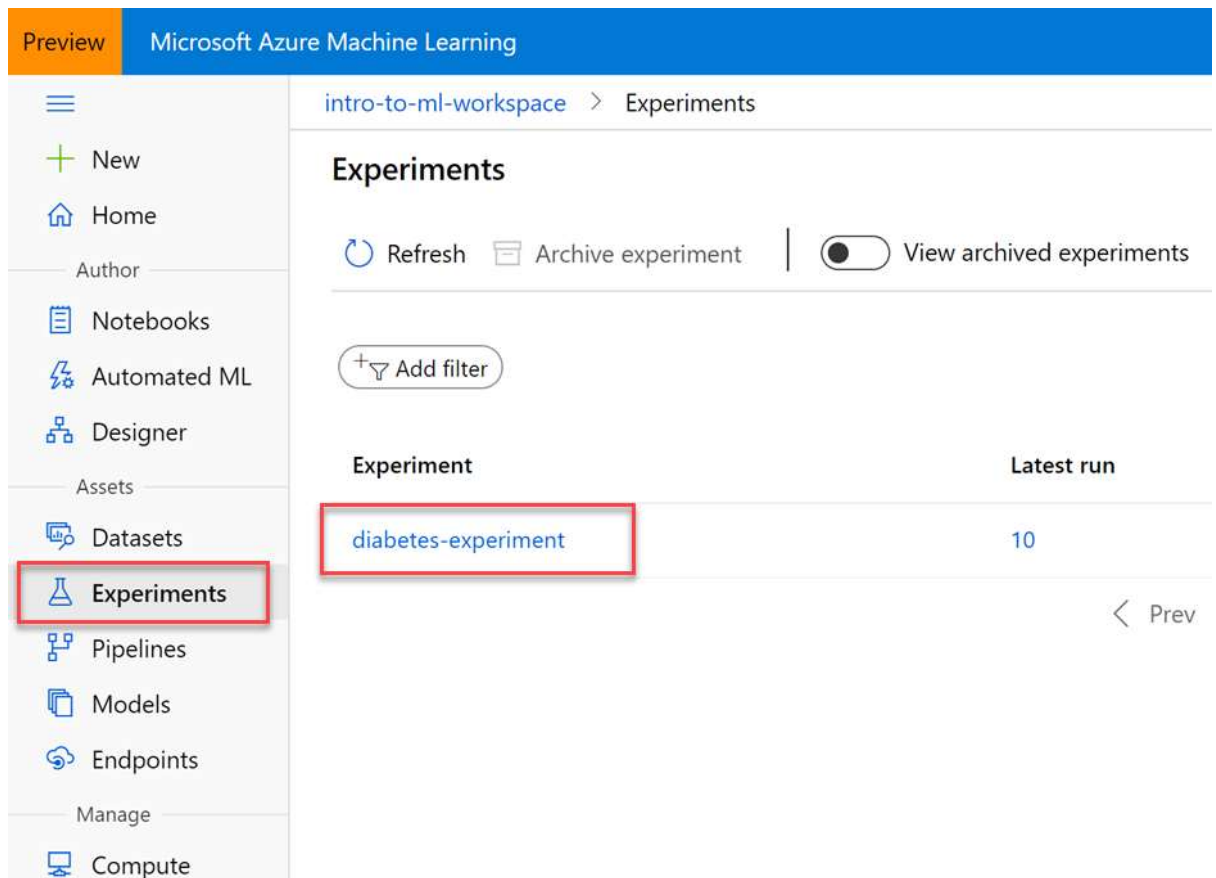 Preview
Microsoft Azure Machine Learning
intro-to-ml-workspace > Experiments
New
Home
Author
Notebooks
Automated ML
Designer
Assets
Datasets
Experiments
Pipelines
Models
Endpoints
Manage
Compute
Experiments
Refresh Archive experiment View archived experiments
Add filter
Experiment Latest run
diabetes-experiment 10
< Prev